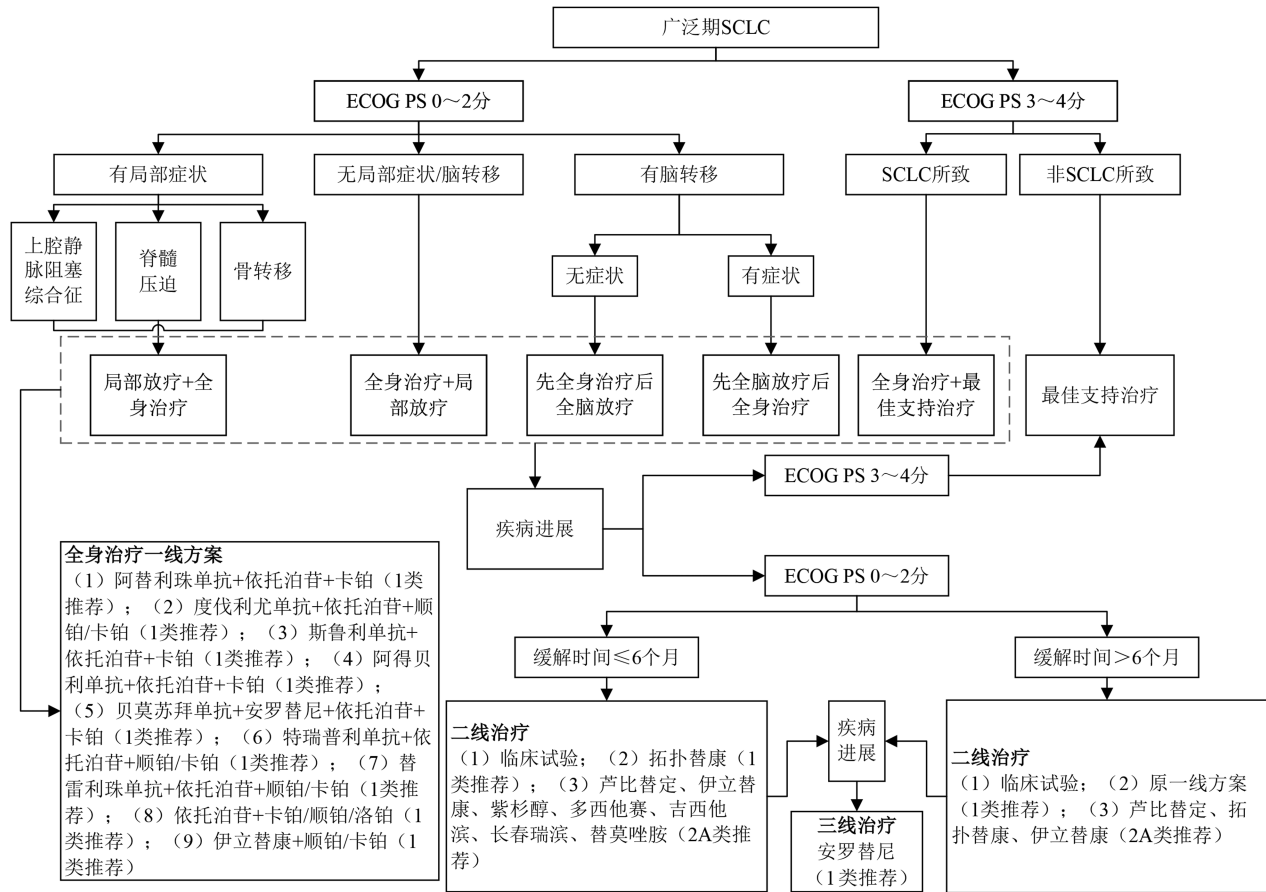 广泛期SCLC
ECOG PS 0～2分
ECOG PS 3～4分
有局部症状
无局部症状/脑转移
有脑转移
SCLC所致
非SCLC所致
上腔静
脉阻塞
综合征
脊髓
压迫
骨转移
无症状
有症状
局部放疗+全
身治疗
全身治疗+局
部放疗
先全身治疗后
全脑放疗
先全脑放疗后
全身治疗
全身治疗+最
佳支持治疗
最佳支持治疗
疾病进展
ECOG PS 3～4分
ECOG PS 0～2分
全身治疗一线方案
（1）阿替利珠单抗+依托泊苷+卡铂（1类
推荐）；（2）度伐利尤单抗+依托泊苷+顺
铂/卡铂（1类推荐）；（3）斯鲁利单抗+
依托泊苷+卡铂（1类推荐）；（4）阿得贝
利单抗+依托泊苷+卡铂（1类推荐）；
（5）贝莫苏拜单抗+安罗替尼+依托泊苷+
卡铂（1类推荐）；（6）特瑞普利单抗+依
托泊苷+顺铂/卡铂（1类推荐）；（7）替
雷利珠单抗+依托泊苷+顺铂/卡铂（1类推
荐）；（8）依托泊苷+卡铂/顺铂/洛铂（1
类推荐）；（9）伊立替康+顺铂/卡铂（1
类推荐）
缓解时间≤6个月
缓解时间＞6个月
二线治疗
（1）临床试验；（2）拓扑替康（1
类推荐）；（3）芦比替定、伊立替
康、紫杉醇、多西他赛、吉西他
滨、长春瑞滨、替莫唑胺（2A类推
荐）
疾病
进展
三线治疗
安罗替尼
（1类推荐）
二线治疗
（1）临床试验；（2）原一线方案
（1类推荐）；（3）芦比替定、拓
扑替康、伊立替康（2A类推荐）